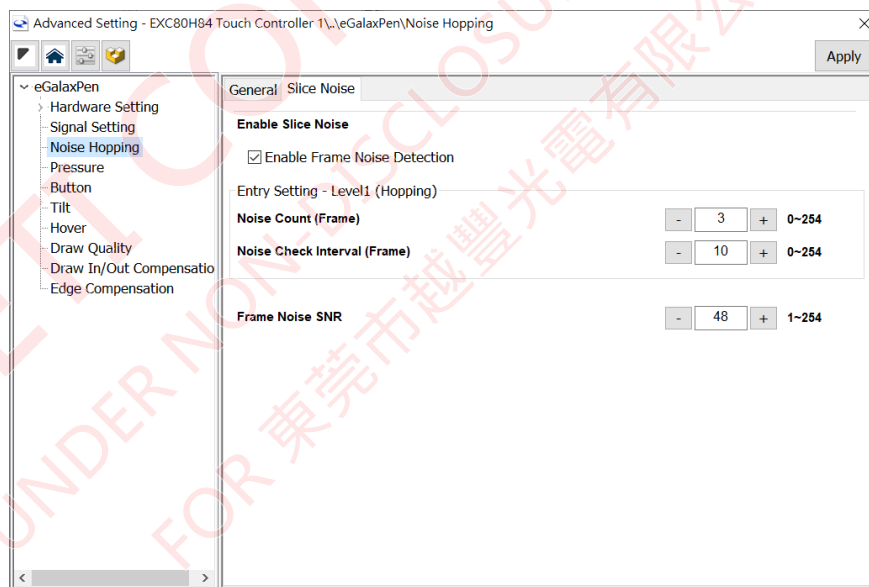 Advanced Setting - EXC80H84 Touch Controller 1\..\eGalaxPen\Noise Hopping
Apply
eGalaxPen
Hardware Setting
Signal Setting
Noise Hopping
Pressure
Button
Tilt
Hover
Draw Quality
Draw In/Out Compensatio
Edge Compensation
General Slice Noise
Enable Slice Noise
Enable Frame Noise Detection
Entry Setting - Level1 (Hopping)
Noise Count (Frame) - 3 + 0~254
Noise Check Interval (Frame) - 10 + 0~254
Frame Noise SNR - 48 + 1~254
UNDER NON-DISCLOSU
FOR 東莞市越豐光電有限公